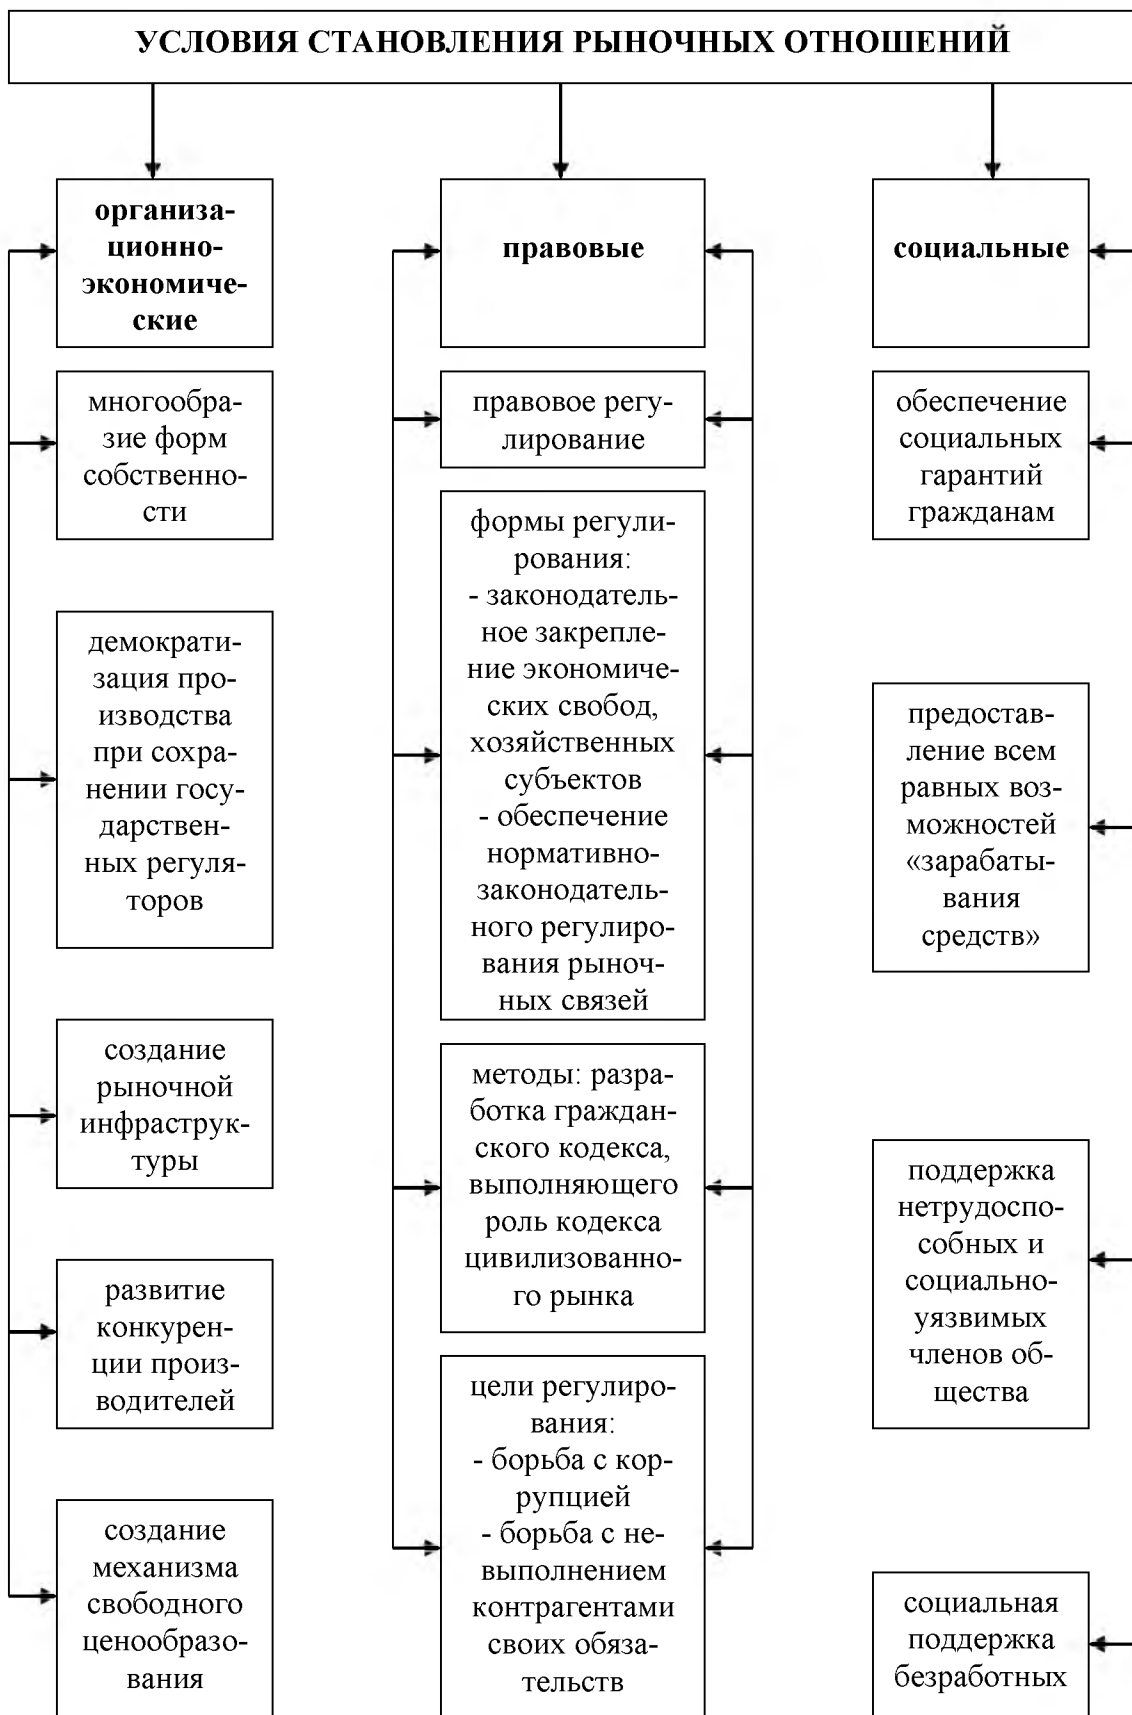 УСЛОВИЯ СТАНОВЛЕНИЯ РЫНОЧНЫХ ОТНОШЕНИЙ
организа-
ционно-
экономиче-
ские
многообра-
зие форм
собственно-
сти
демократи-
зация про-
изводства
при сохра-
нении госу-
дарствен-
ных регуля-
торов
создание
рыночной
инфраструк-
туры
развитие
конкурен-
ции произ-
водителей
создание
механизма
свободного
ценообразо-
вания
правовые
правовое регу-
лирование
формы регули-
рования:
- законодатель-
ное закрепле-
ние экономиче-
ских свобод,
хозяйственных
субъектов
- обеспечение
нормативно-
законодатель-
ного регулиро-
вания рыноч-
ных связей
методы: разра-
ботка граждан-
ского кодекса,
выполняющего
роль кодекса
цивилизованно-
го рынка
цели регулиро-
вания:
- борьба с кор-
рупцией
- борьба с не-
выполнением
контрагентами
своих обяза-
тельств
социальные
обеспечение
социальных
гарантий
гражданам
предостав-
ление всем
равных воз-
можностей
«зарабаты-
вания
средств»
поддержка
нетрудоспо-
собных и
социально-
уязвимых
членов об-
щества
социальная
поддержка
безработных